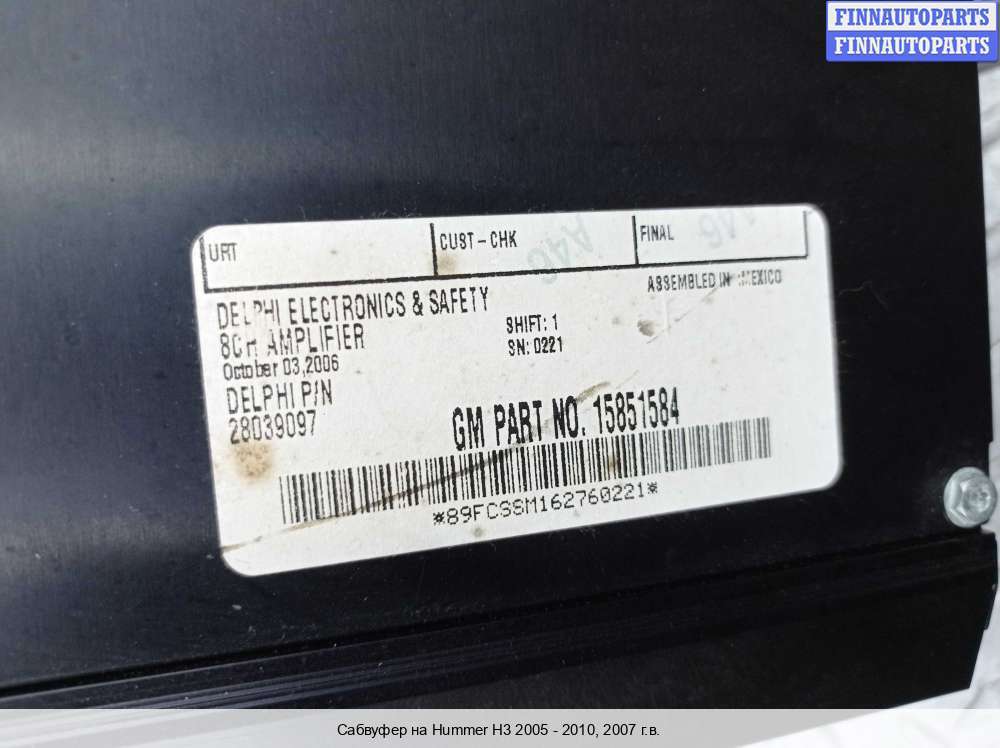 FINNAUTOPARTS
FINNAUTOPARTS
URT
CUST-CHK
FINAL
ASSEMBLED IN MEXICO
DELPHI ELECTRONICS & SAFETY
8CH AMPLIFIER
SHIFT: 1
October 03,2006
SN: 0221
DELPHI P/N
28039097
GM PART NO. 15851584
*89FCSSM162760221*
Сабвуфер на Hummer H3 2005 - 2010, 2007 г.в.